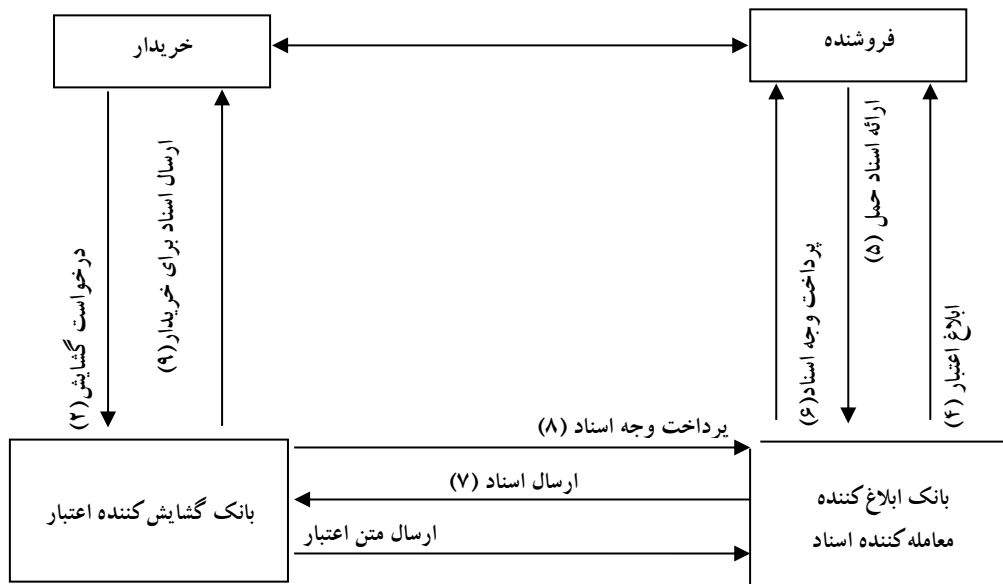 فروشنده
خریدار
ارائه اسناد حمل (۵)
ارسال اسناد برای خریدار(۹)
درخواست گشایش(۲)
پرداخت وجه اسناد(۶)
ابلاغ اعتبار (۴)
پرداخت وجه اسناد (۸)
ارسال اسناد (۷)
ارسال متن اعتبار
بانک ابلاغ‌کننده
معامله‌کننده اسناد
بانک گشایش‌کننده اعتبار